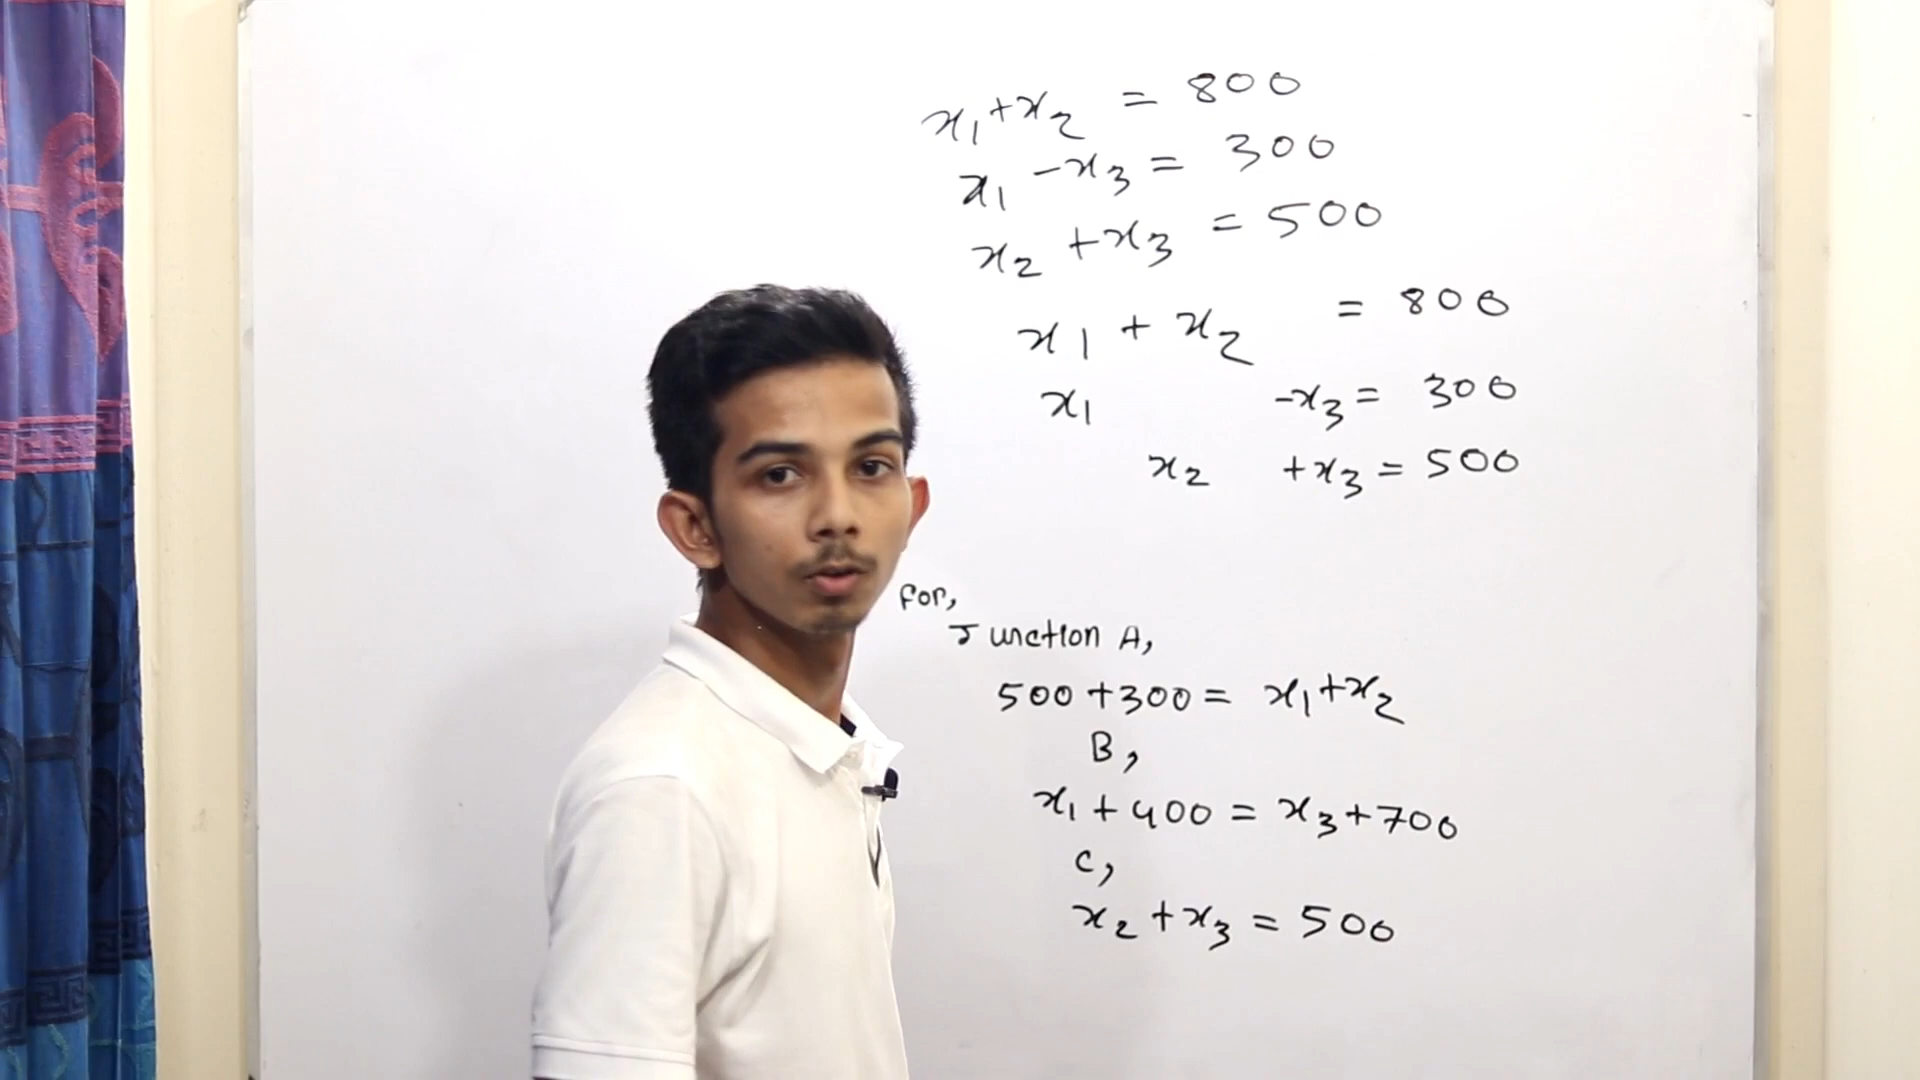 x₁+x₂ = 800
x₁ -x₃ = 300
x₂ +x₃ = 500
x₁ + x₂ = 800
x₁ -x₃ = 300
x₂ +x₃ = 500
for,
Junction A,
500+300 = x₁+x₂
B,
x₁ + 400 = x₃+700
C,
x₂ +x₃ = 500